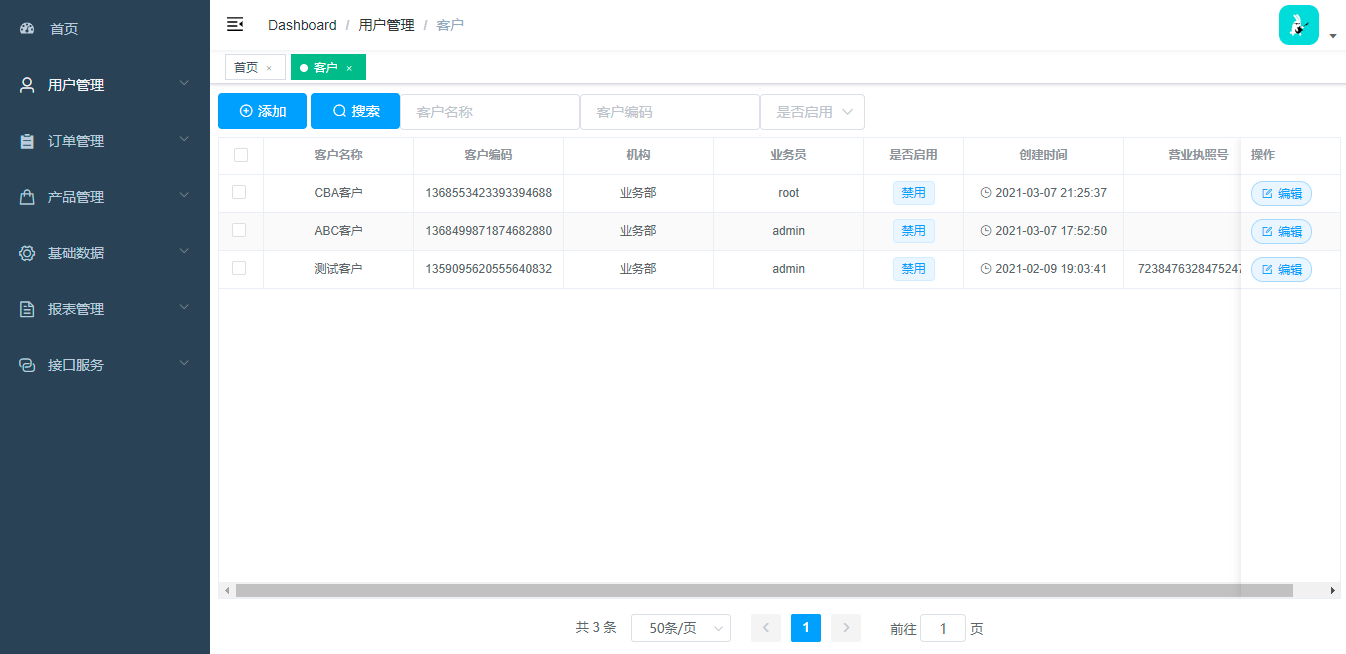 首页
用户管理
订单管理
产品管理
基础数据
报表管理
接口服务
Dashboard / 用户管理 / 客户
首页 × 客户 ×
添加 搜索 客户名称 客户编码 是否启用
客户名称 客户编码 机构 业务员 是否启用 创建时间 营业执照号 操作
CBA客户 1368553423393394688 业务部 root 禁用 2021-03-07 21:25:37 编辑
ABC客户 1368499871874682880 业务部 admin 禁用 2021-03-07 17:52:50 编辑
测试客户 1359095620555640832 业务部 admin 禁用 2021-02-09 19:03:41 7238476328475247 编辑
共 3 条 50条/页 1 前往 1 页